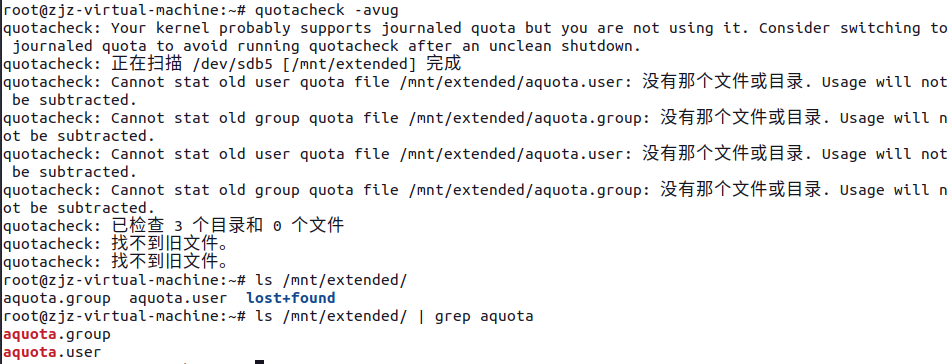 root@zjz-virtual-machine:~# quotacheck -avug
quotacheck: Your kernel probably supports journaled quota but you are not using it. Consider switching to
 journaled quota to avoid running quotacheck after an unclean shutdown.
quotacheck: 正在扫描 /dev/sdb5 [/mnt/extended] 完成
quotacheck: Cannot stat old user quota file /mnt/extended/aquota.user: 没有那个文件或目录. Usage will not
 be subtracted.
quotacheck: Cannot stat old group quota file /mnt/extended/aquota.group: 没有那个文件或目录. Usage will n
ot be subtracted.
quotacheck: Cannot stat old user quota file /mnt/extended/aquota.user: 没有那个文件或目录. Usage will not
 be subtracted.
quotacheck: Cannot stat old group quota file /mnt/extended/aquota.group: 没有那个文件或目录. Usage will n
ot be subtracted.
quotacheck: 已检查 3 个目录和 0 个文件
quotacheck: 找不到旧文件。
quotacheck: 找不到旧文件。
root@zjz-virtual-machine:~# ls /mnt/extended/
aquota.group  aquota.user  lost+found
root@zjz-virtual-machine:~# ls /mnt/extended/ | grep aquota
aquota.group
aquota.user